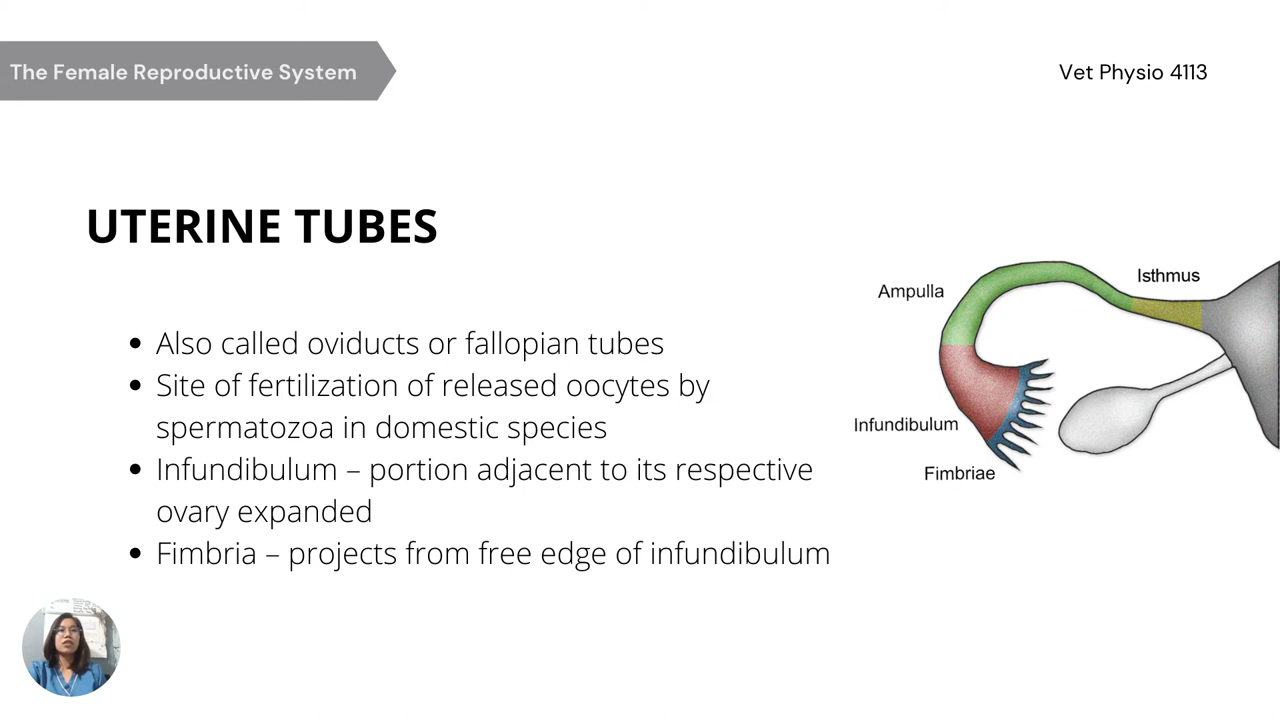 The Female Reproductive System
Vet Physio 4113
UTERINE TUBES
• Also called oviducts or fallopian tubes
• Site of fertilization of released oocytes by
spermatozoa in domestic species
• Infundibulum – portion adjacent to its respective
ovary expanded
• Fimbria – projects from free edge of infundibulum
Ampulla
Isthmus
Infundibulum
Fimbriae